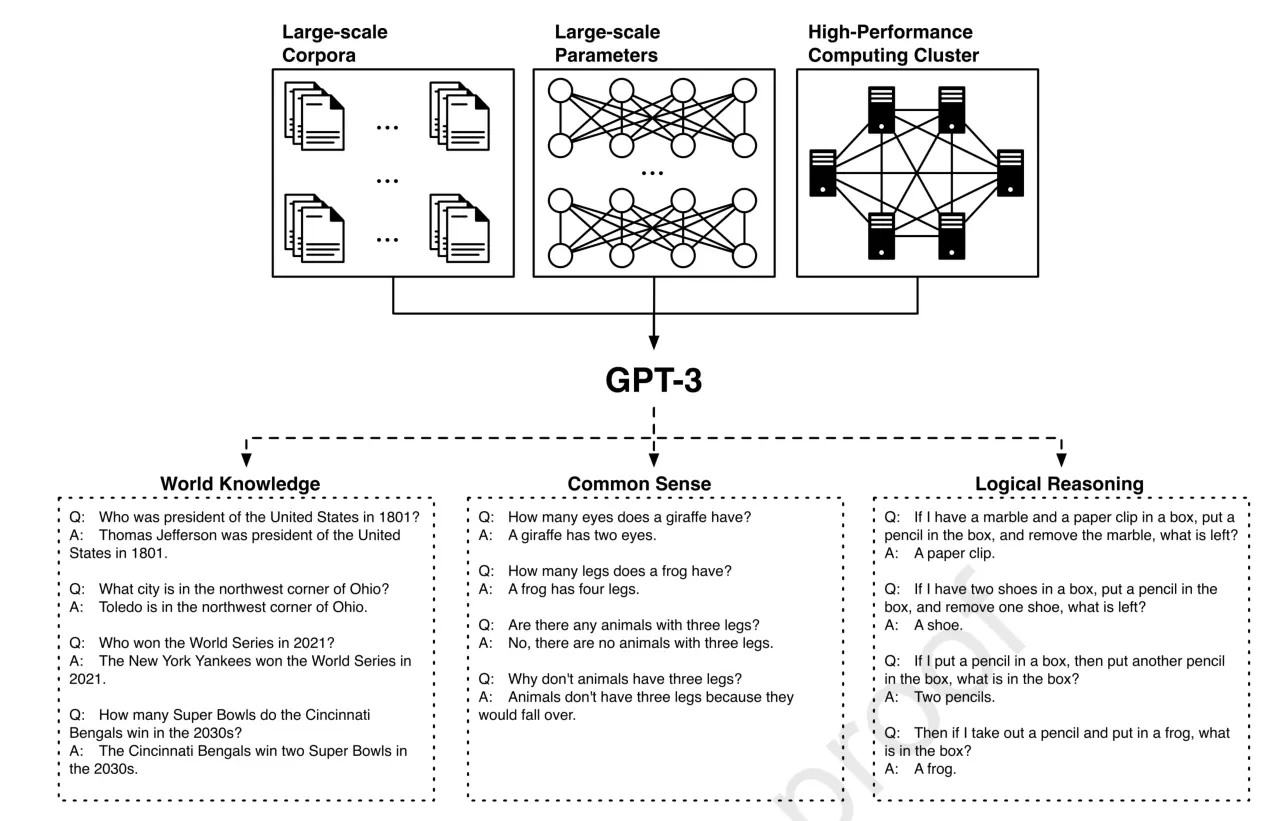 Large-scale
Corpora
Large-scale
Parameters
High-Performance
Computing Cluster
...
...
...
...
GPT-3
World Knowledge
Q: Who was president of the United States in 1801?
A: Thomas Jefferson was president of the United
States in 1801.
Q: What city is in the northwest corner of Ohio?
A: Toledo is in the northwest corner of Ohio.
Q: Who won the World Series in 2021?
A: The New York Yankees won the World Series in
2021.
Q: How many Super Bowls do the Cincinnati
Bengals win in the 2030s?
A: The Cincinnati Bengals win two Super Bowls in
the 2030s.
Common Sense
Q: How many eyes does a giraffe have?
A: A giraffe has two eyes.
Q: How many legs does a frog have?
A: A frog has four legs.
Q: Are there any animals with three legs?
A: No, there are no animals with three legs.
Q: Why don't animals have three legs?
A: Animals don't have three legs because they
would fall over.
Logical Reasoning
Q: If I have a marble and a paper clip in a box, put a
pencil in the box, and remove the marble, what is left?
A: A paper clip.
Q: If I have two shoes in a box, put a pencil in the
box, and remove one shoe, what is left?
A: A shoe.
Q: If I put a pencil in a box, then put another pencil
in the box, what is in the box?
A: Two pencils.
Q: Then if I take out a pencil and put in a frog, what
is in the box?
A: A frog.
proof